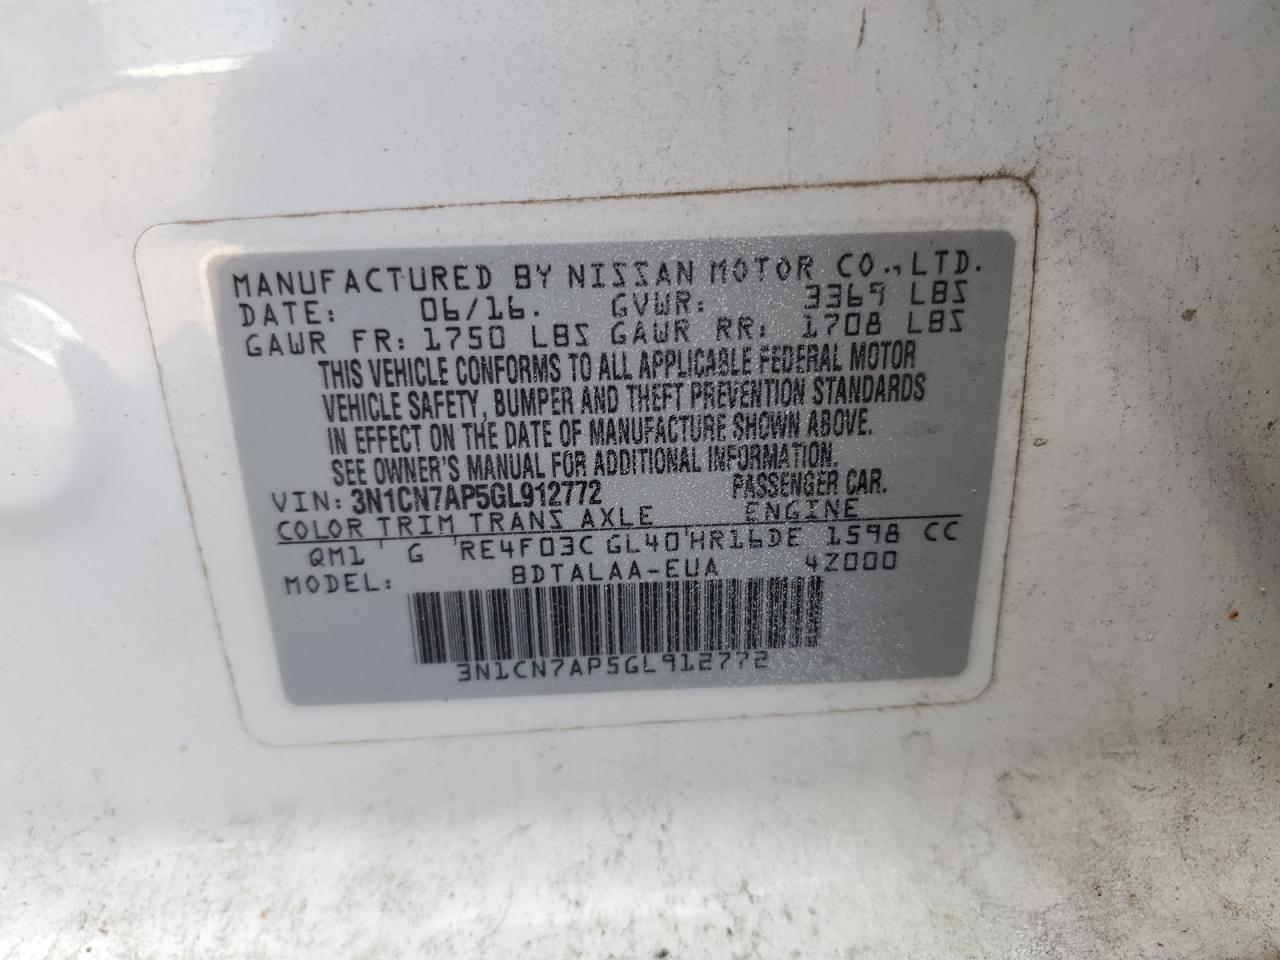 MANUFACTURED BY NISSAN MOTOR CO., LTD.
DATE: 06/16. GVWR: 3369 LBS
GAWR FR: 1750 LBS GAWR RR: 1708 LBS
THIS VEHICLE CONFORMS TO ALL APPLICABLE FEDERAL MOTOR
VEHICLE SAFETY, BUMPER AND THEFT PREVENTION STANDARDS
IN EFFECT ON THE DATE OF MANUFACTURE SHOWN ABOVE.
SEE OWNER'S MANUAL FOR ADDITIONAL INFORMATION.
VIN: 3N1CN7AP5GL912772 PASSENGER CAR.
COLOR TRIM TRANS AXLE ENGINE
QM1 G RE4F03C GL40 HR16DE 1598 CC
MODEL: BDTALAA-EUA 42000
3N1CN7AP5GL912772